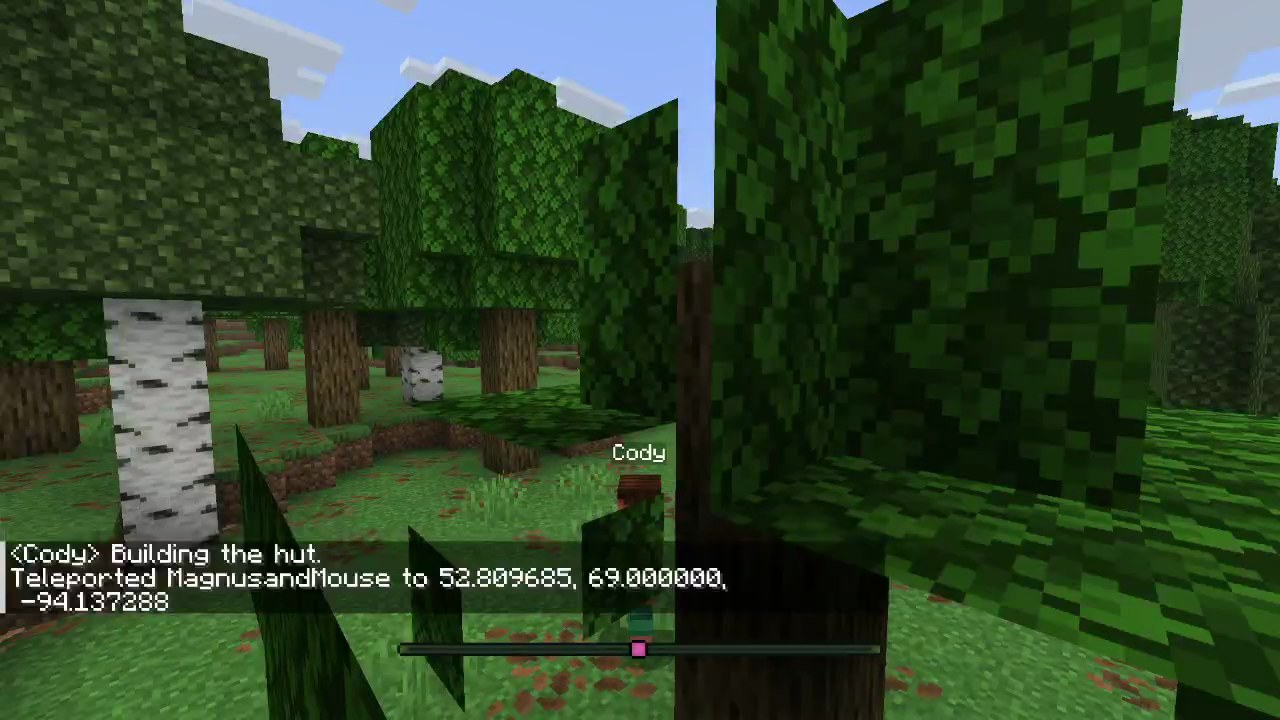 Cody
<Cody> Building the hut.
Teleported MagnusandMouse to 52.809685, 69.000000,
-94.137288